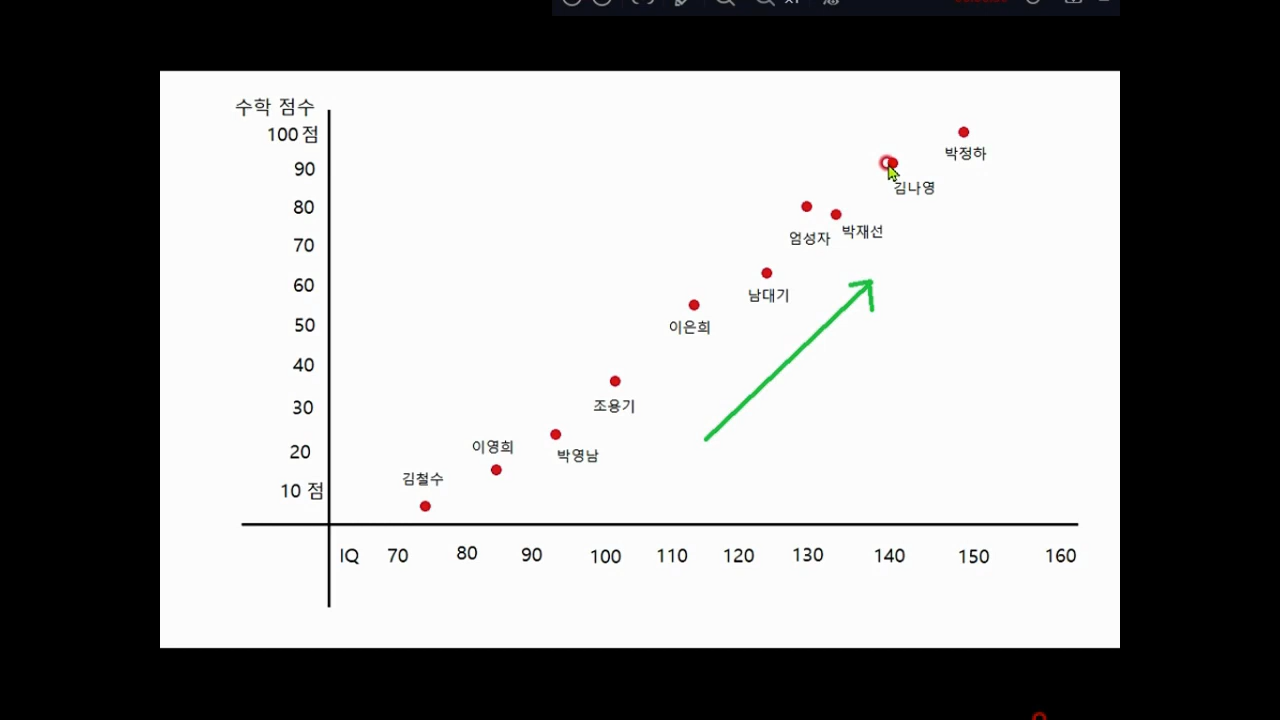 수학 점수
100 점
90
80
70
60
50
40
30
20
10 점
박정하
김나영
엄성자
박재선
남대기
이은희
조용기
이영희
박영남
김철수
IQ 70 80 90 100 110 120 130 140 150 160